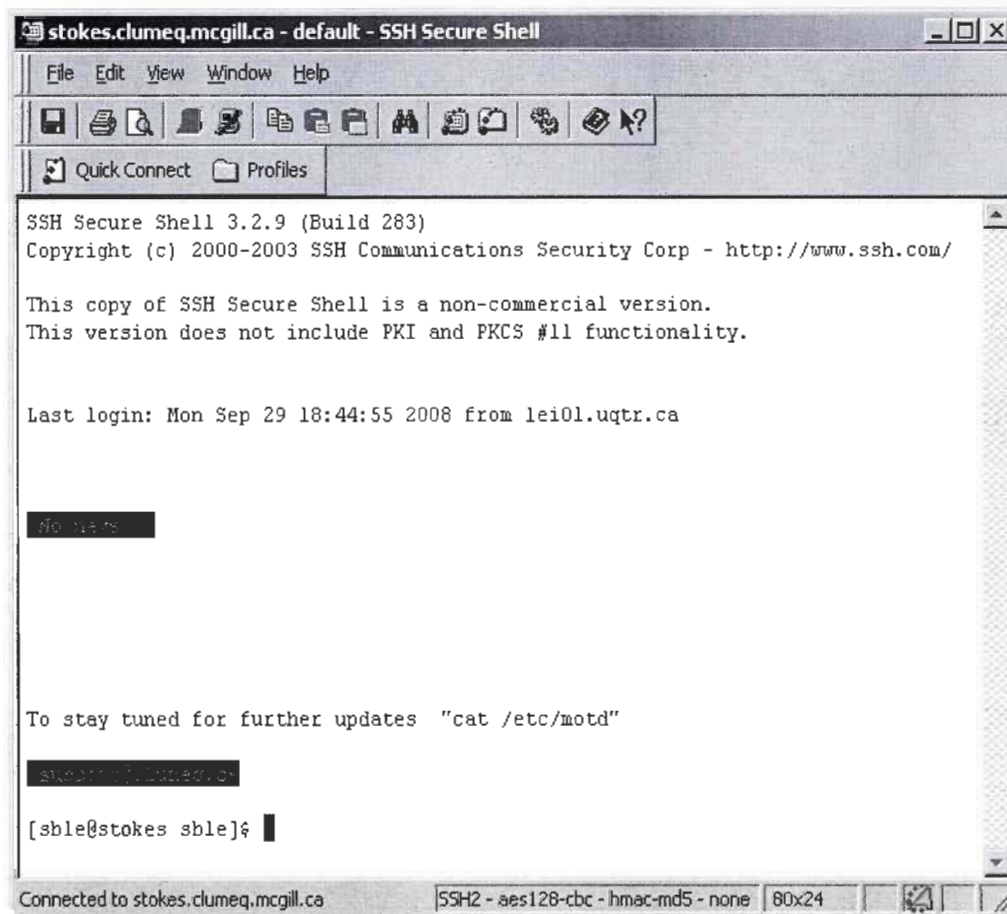 stokes.clumeq.mcgill.ca - default - SSH Secure Shell
File Edit View Window Help
Quick Connect Profiles
SSH Secure Shell 3.2.9 (Build 283)
Copyright (c) 2000-2003 SSH Communications Security Corp - http://www.ssh.com/
This copy of SSH Secure Shell is a non-commercial version.
This version does not include PKI and PKCS #11 functionality.
Last login: Mon Sep 29 18:44:55 2008 from lei01.uqtr.ca
No news
To stay tuned for further updates "cat /etc/motd"
[sble@stokes sble]$
Connected to stokes.clumeq.mcgill.ca SSH2 - aes128-cbc - hmac-md5 - none 80x24